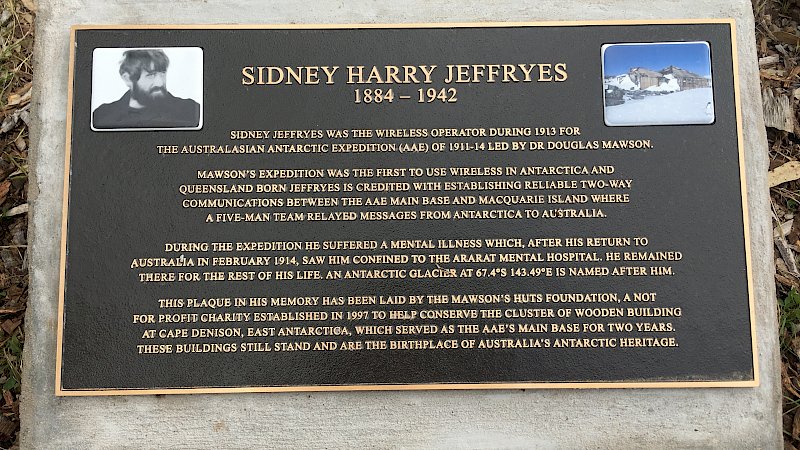 SIDNEY HARRY JEFFRYES
1884 – 1942
SIDNEY JEFFRYES WAS THE WIRELESS OPERATOR DURING 1913 FOR
THE AUSTRALASIAN ANTARCTIC EXPEDITION (AAE) OF 1911-14 LED BY DR DOUGLAS MAWSON.
MAWSON'S EXPEDITION WAS THE FIRST TO USE WIRELESS IN ANTARCTICA AND
QUEENSLAND BORN JEFFRYES IS CREDITED WITH ESTABLISHING RELIABLE TWO-WAY
COMMUNICATIONS BETWEEN THE AAE MAIN BASE AND MACQUARIE ISLAND WHERE
A FIVE-MAN TEAM RELAYED MESSAGES FROM ANTARCTICA TO AUSTRALIA.
DURING THE EXPEDITION HE SUFFERED A MENTAL ILLNESS WHICH, AFTER HIS RETURN TO
AUSTRALIA IN FEBRUARY 1914, SAW HIM CONFINED TO THE ARARAT MENTAL HOSPITAL. HE REMAINED
THERE FOR THE REST OF HIS LIFE. AN ANTARCTIC GLACIER AT 67.4°S 143.49°E IS NAMED AFTER HIM.
THIS PLAQUE IN HIS MEMORY HAS BEEN LAID BY THE MAWSON'S HUTS FOUNDATION, A NOT
FOR PROFIT CHARITY ESTABLISHED IN 1997 TO HELP CONSERVE THE CLUSTER OF WOODEN BUILDING
AT CAPE DENISON, EAST ANTARCTICA, WHICH SERVED AS THE AAE'S MAIN BASE FOR TWO YEARS.
THESE BUILDINGS STILL STAND AND ARE THE BIRTHPLACE OF AUSTRALIA'S ANTARCTIC HERITAGE.